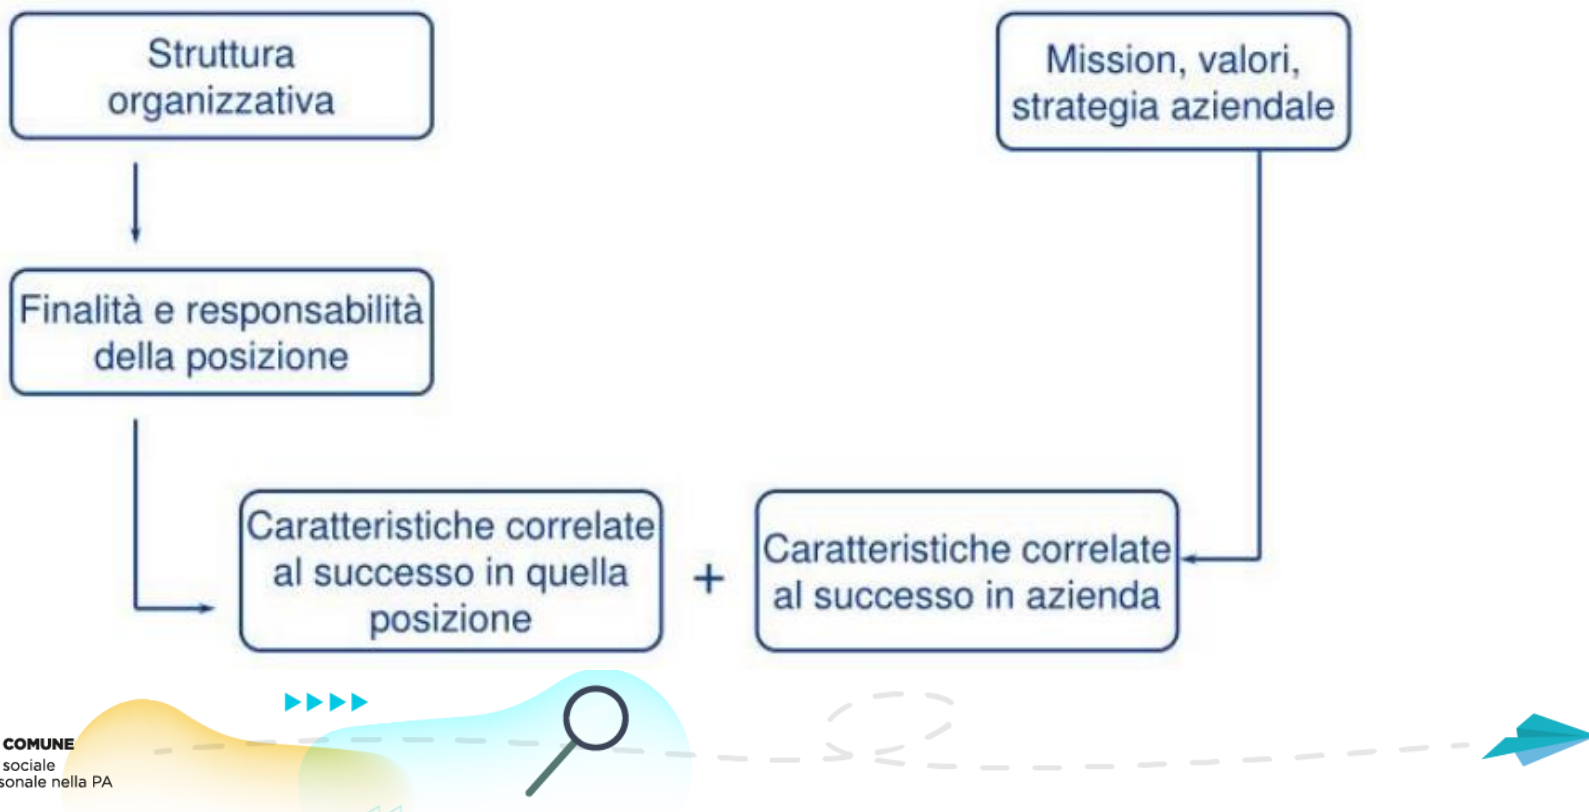 Struttura
organizzativa
Mission, valori,
strategia aziendale
Finalità e responsabilità
della posizione
Caratteristiche correlate
al successo in quella
posizione
+
Caratteristiche correlate
al successo in azienda
COMUNE
sociale
sonale nella PA